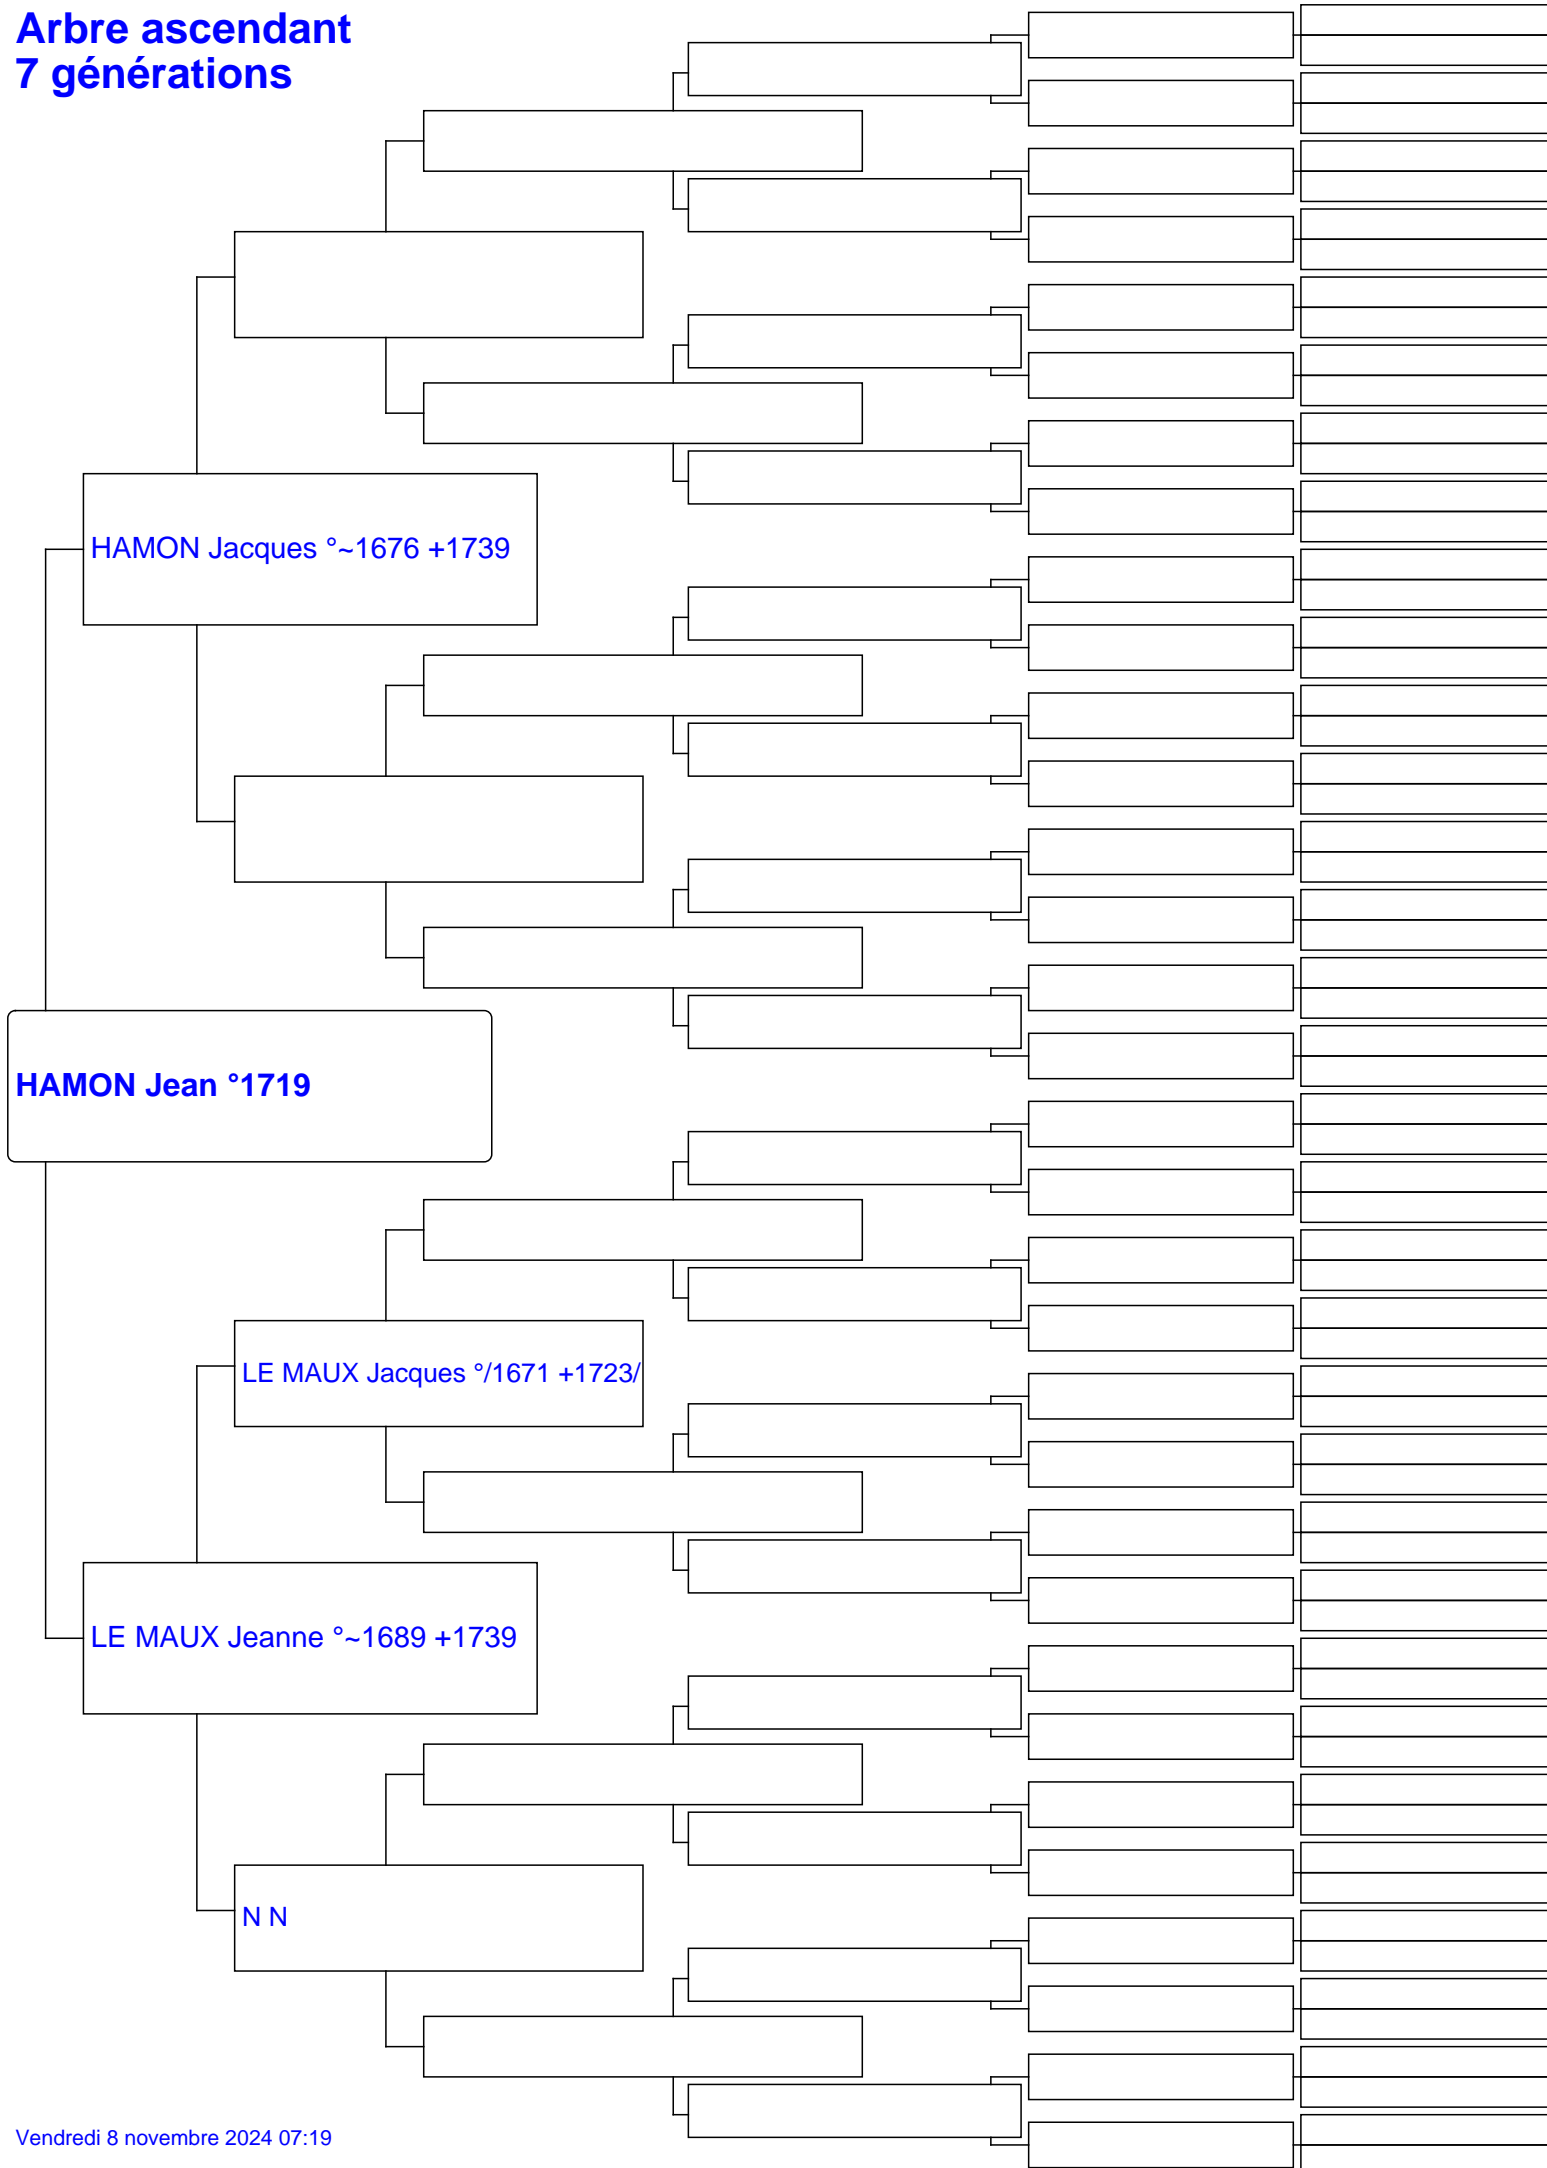 Arbre ascendant
7 générations
HAMON Jacques °~1676 +1739
HAMON Jean °1719
LE MAUX Jacques °/1671 +1723/
LE MAUX Jeanne °~1689 +1739
N N
Vendredi 8 novembre 2024 07:19